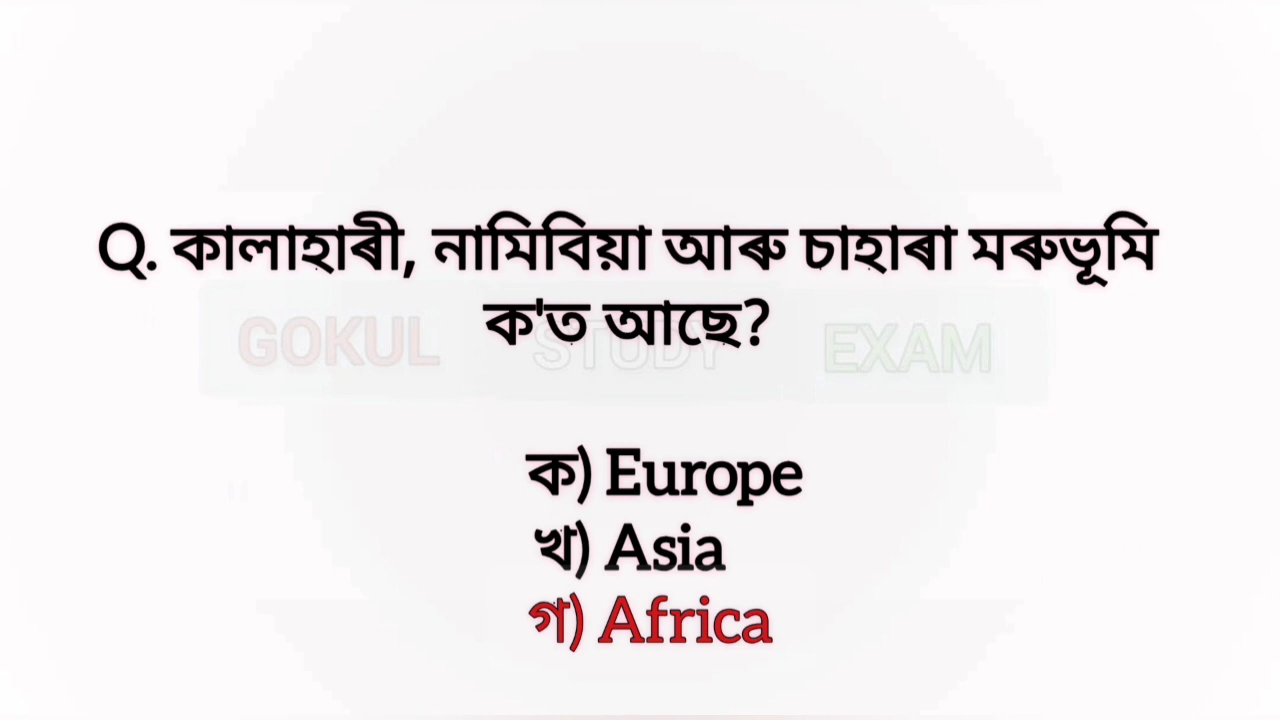 Q. কালাহাৰী, নামিবিয়া আৰু চাহাৰা মৰুভূমি
ক'ত আছে?
GOKUL STUDY EXAM
ক) Europe
খ) Asia
গ) Africa